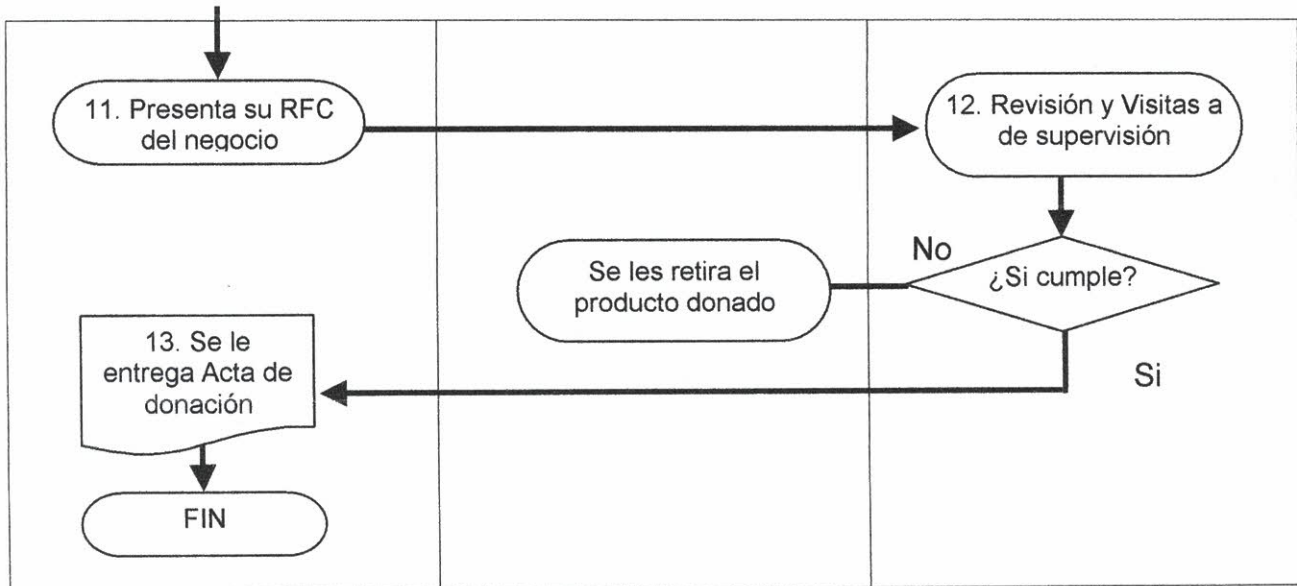 11. Presenta su RFC
del negocio
12. Revisión y Visitas a
de supervisión
No
¿Si cumple?
Se les retira el
producto donado
Si
13. Se le
entrega Acta de
donación
FIN